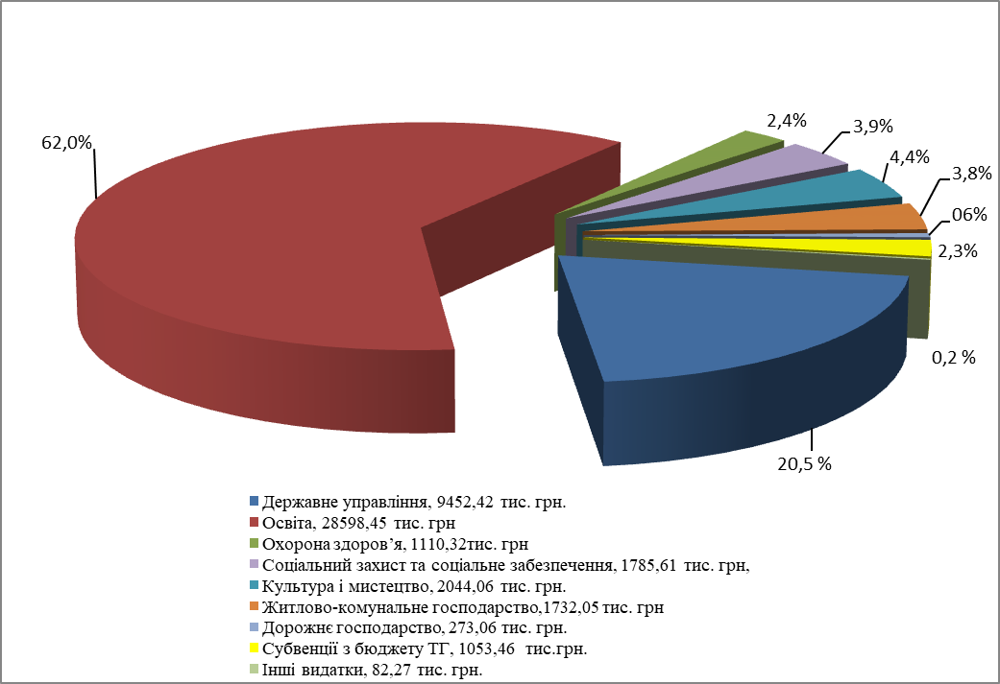 62,0%
2,4%
3,9%
4,4%
3,8%
06%
2,3%
0,2 %
20,5 %
Державне управління, 9452,42 тис. грн.
Освіта, 28598,45 тис. грн
Охорона здоров’я, 1110,32тис. грн
Соціальний захист та соціальне забезпечення, 1785,61 тис. грн,
Культура і мистецтво, 2044,06 тис. грн.
Житлово-комунальне господарство,1732,05 тис. грн
Дорожнє господарство, 273,06 тис. грн.
Субвенції з бюджету ТГ, 1053,46 тис.грн.
Інші видатки, 82,27 тис. грн.